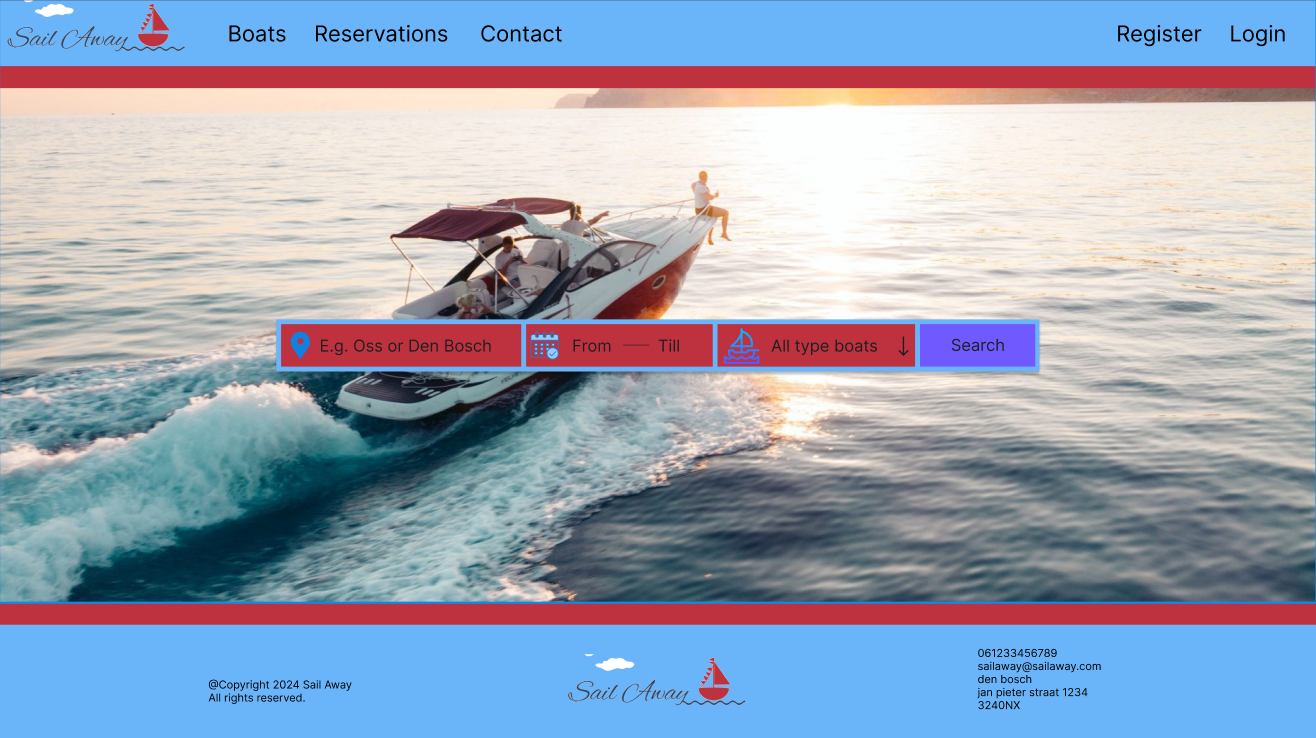 Sail Away
Boats Reservations Contact Register Login
E.g. Oss or Den Bosch From Till All type boats Search
@Copyright 2024 Sail Away
All rights reserved.
Sail Away
061233456789
sailaway@sailaway.com
den bosch
jan pieter straat 1234
3240NX